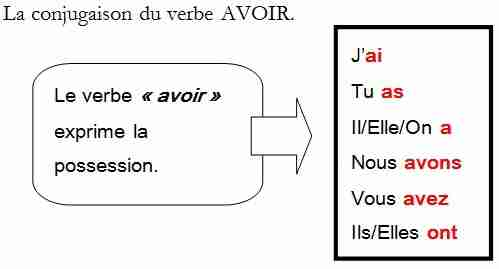 La conjugaison du verbe AVOIR.
Le verbe « avoir »
exprime la
possession.
J'ai
Tu as
Il/Elle/On a
Nous avons
Vous avez
Ils/Elles ont